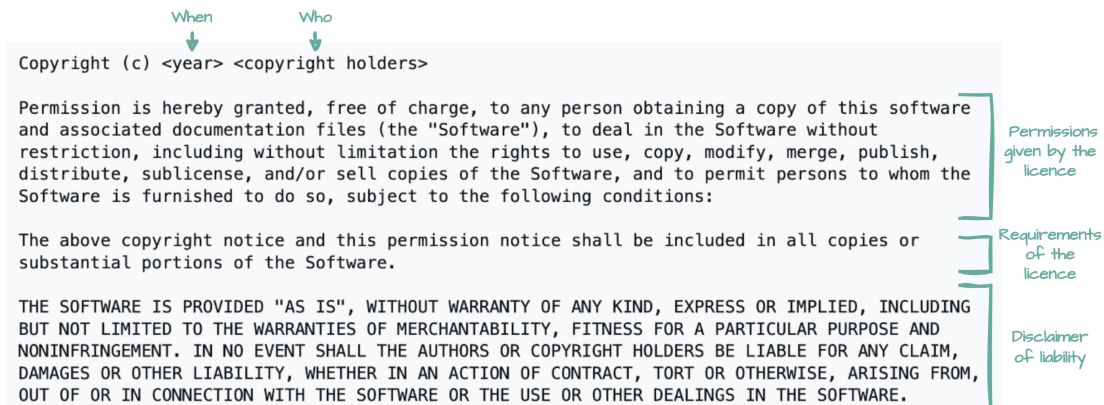 When Who
Copyright (c) <year> <copyright holders>
Permission is hereby granted, free of charge, to any person obtaining a copy of this software
and associated documentation files (the "Software"), to deal in the Software without
restriction, including without limitation the rights to use, copy, modify, merge, publish,
distribute, sublicense, and/or sell copies of the Software, and to permit persons to whom the
Software is furnished to do so, subject to the following conditions:
Permissions
given by the
licence
The above copyright notice and this permission notice shall be included in all copies or
substantial portions of the Software.
Requirements
of the
licence
THE SOFTWARE IS PROVIDED "AS IS", WITHOUT WARRANTY OF ANY KIND, EXPRESS OR IMPLIED, INCLUDING
BUT NOT LIMITED TO THE WARRANTIES OF MERCHANTABILITY, FITNESS FOR A PARTICULAR PURPOSE AND
NONINFRINGEMENT. IN NO EVENT SHALL THE AUTHORS OR COPYRIGHT HOLDERS BE LIABLE FOR ANY CLAIM,
DAMAGES OR OTHER LIABILITY, WHETHER IN AN ACTION OF CONTRACT, TORT OR OTHERWISE, ARISING FROM,
OUT OF OR IN CONNECTION WITH THE SOFTWARE OR THE USE OR OTHER DEALINGS IN THE SOFTWARE.
Disclaimer
of liability